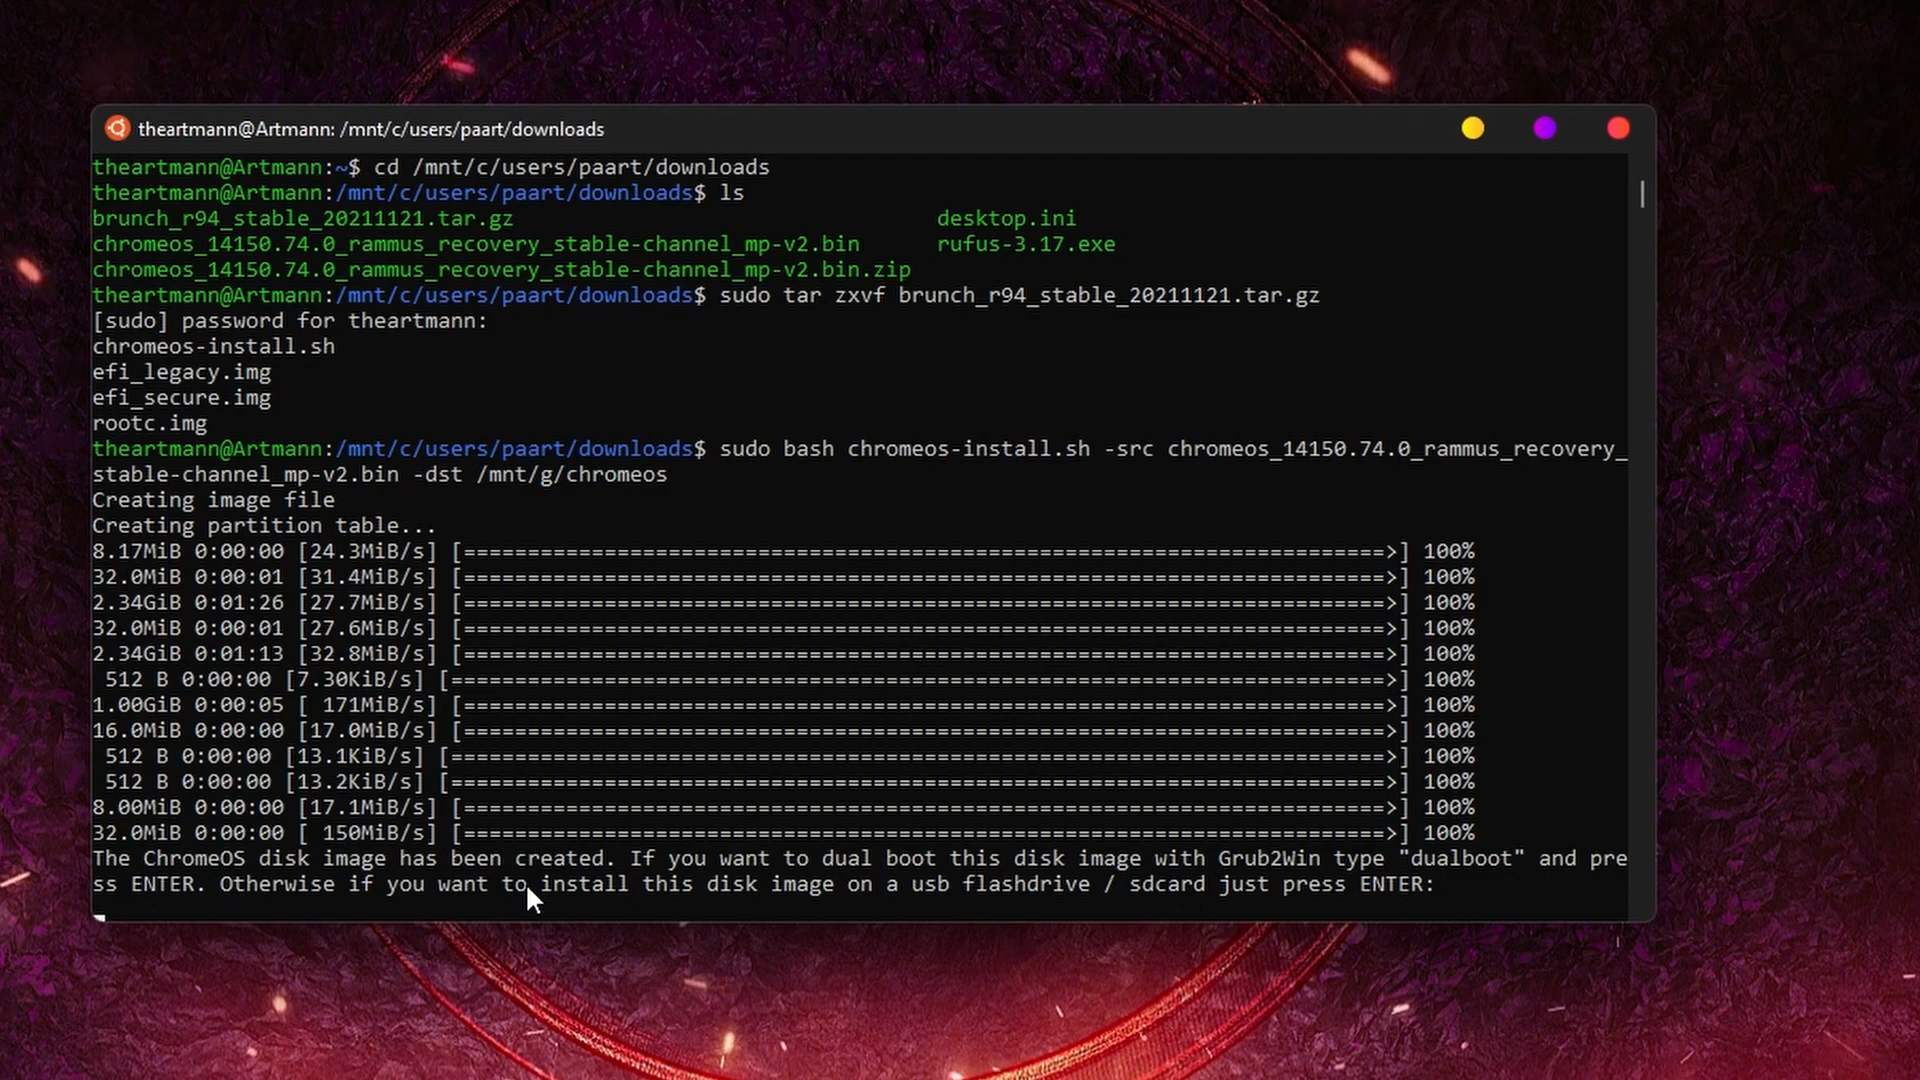 theartmann@Artmann: /mnt/c/users/paart/downloads
theartmann@Artmann:~$ cd /mnt/c/users/paart/downloads
theartmann@Artmann:/mnt/c/users/paart/downloads$ ls
brunch_r94_stable_20211121.tar.gz desktop.ini
chromeos_14150.74.0_rammus_recovery_stable-channel_mp-v2.bin rufus-3.17.exe
chromeos_14150.74.0_rammus_recovery_stable-channel_mp-v2.bin.zip
theartmann@Artmann:/mnt/c/users/paart/downloads$ sudo tar zxvf brunch_r94_stable_20211121.tar.gz
[sudo] password for theartmann:
chromeos-install.sh
efi_legacy.img
efi_secure.img
rootc.img
theartmann@Artmann:/mnt/c/users/paart/downloads$ sudo bash chromeos-install.sh -src chromeos_14150.74.0_rammus_recovery_
stable-channel_mp-v2.bin -dst /mnt/g/chromeos
Creating image file
Creating partition table...
8.17MiB 0:00:00 [24.3MiB/s] [========================================================================>] 100%
32.0MiB 0:00:01 [31.4MiB/s] [========================================================================>] 100%
2.34GiB 0:01:26 [27.7MiB/s] [========================================================================>] 100%
32.0MiB 0:00:01 [27.6MiB/s] [========================================================================>] 100%
2.34GiB 0:01:13 [32.8MiB/s] [========================================================================>] 100%
512 B 0:00:00 [7.30KiB/s] [=========================================================================>] 100%
1.00GiB 0:00:05 [ 171MiB/s] [========================================================================>] 100%
16.0MiB 0:00:00 [17.0MiB/s] [========================================================================>] 100%
512 B 0:00:00 [13.1KiB/s] [=========================================================================>] 100%
512 B 0:00:00 [13.2KiB/s] [=========================================================================>] 100%
8.00MiB 0:00:00 [17.1MiB/s] [========================================================================>] 100%
32.0MiB 0:00:00 [ 150MiB/s] [========================================================================>] 100%
The ChromeOS disk image has been created. If you want to dual boot this disk image with Grub2Win type "dualboot" and pre
ss ENTER. Otherwise if you want to install this disk image on a usb flashdrive / sdcard just press ENTER: